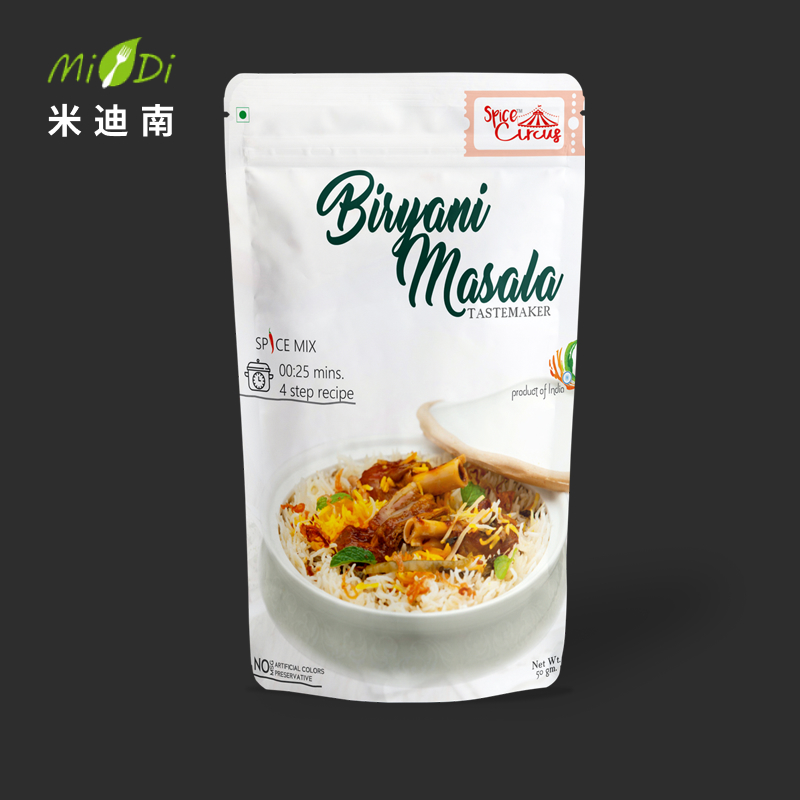 MiDi
米迪南
Spice
Circus
Biryani
Masala
TASTEMAKER
SPICE MIX
00:25 mins.
4 step recipe
product of India
NO
ARTIFICIAL COLORS
PRESERVATIVE
Net Wt.
50 gm.